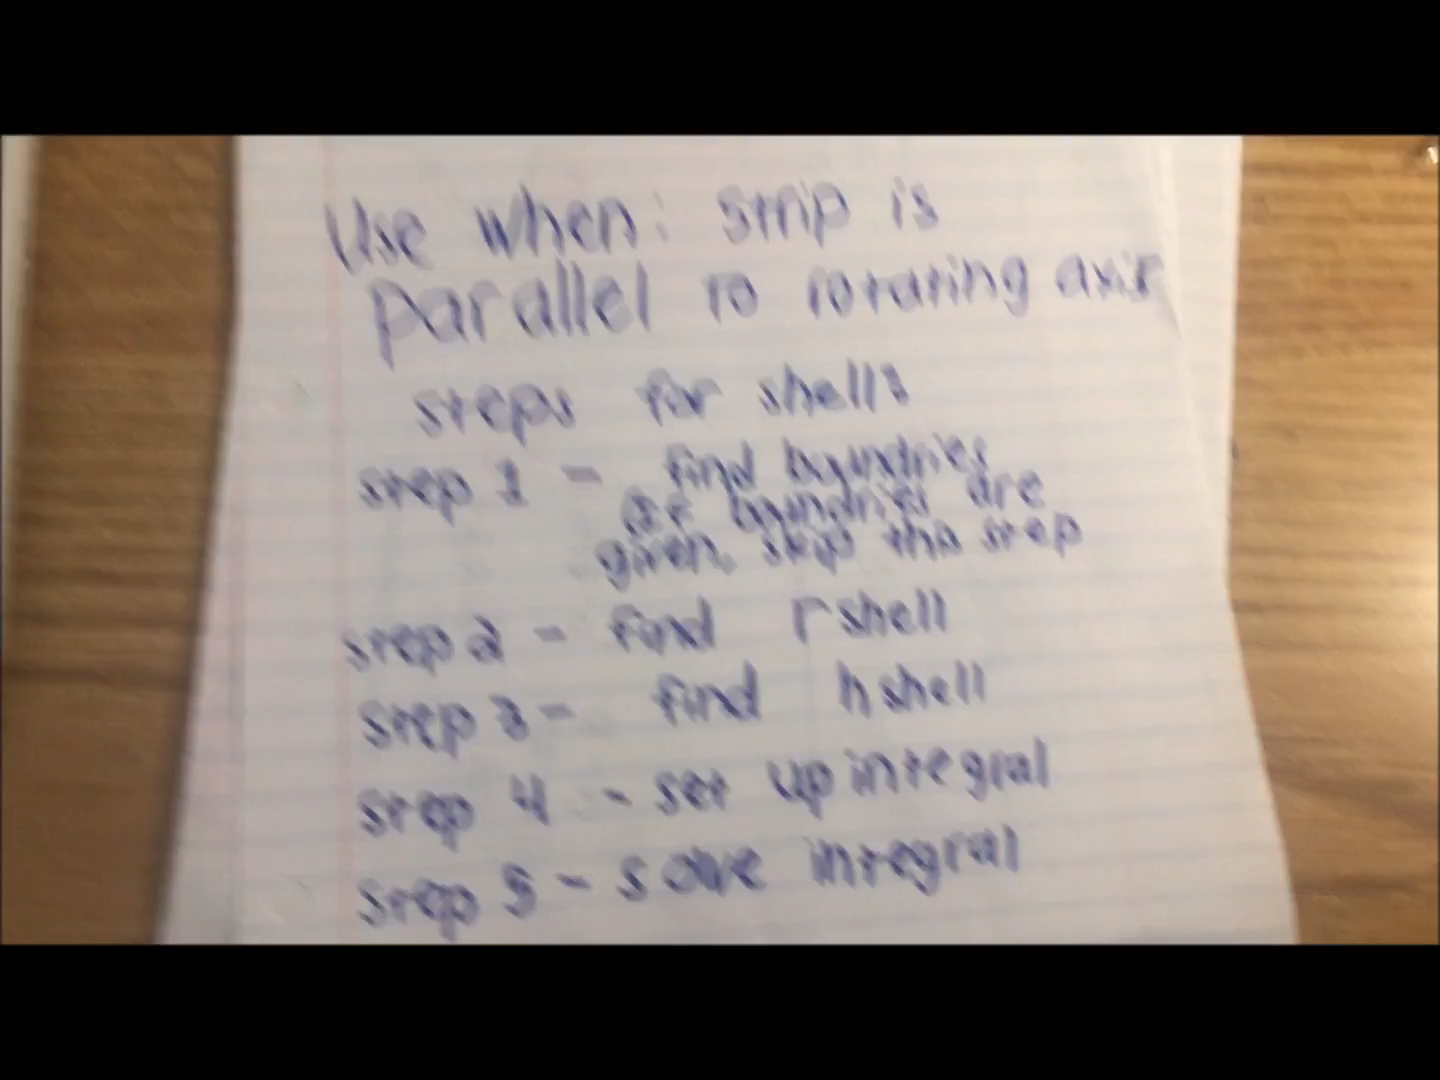 Use when: strip is
parallel to rotating axis
steps for shells
step 1 - find boundries
boundries are
given, skip this step
step 2 - find r shell
step 3 - find h shell
step 4 - set up integral
step 5 - solve integral